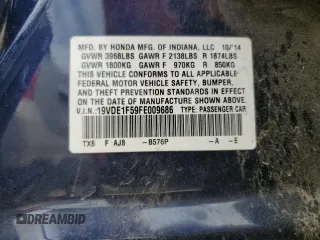 MFD. BY HONDA MFG. OF INDIANA, LLC 10/14
GVWR 3968LBS GAWR F 2138LBS R 1874LBS
GVWR 1800KG GAWR F 970KG R 850KG
THIS VEHICLE CONFORMS TO ALL APPLICABLE
FEDERAL MOTOR VEHICLE SAFETY, BUMPER,
AND THEFT PREVENTION STANDARDS IN EFFECT
ON THE DATE OF MANUFACTURE SHOWN ABOVE.
V.I.N.: 19VDE1F59FE009686 TYPE: PASSENGER CAR
TX6 F AJ8 -B576P -A -E
DREAMBID